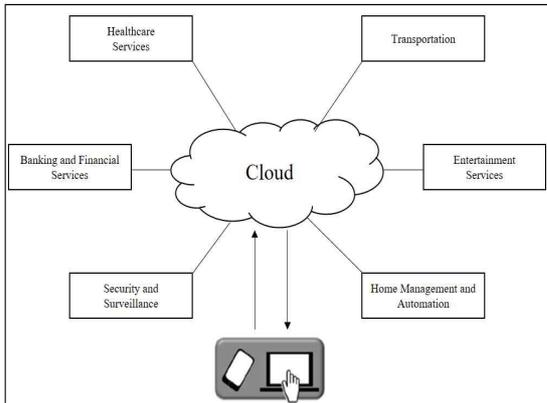 Healthcare
Services
Transportation
Banking and Financial
Services
Cloud
Entertainment
Services
Security and
Surveillance
Home Management and
Automation